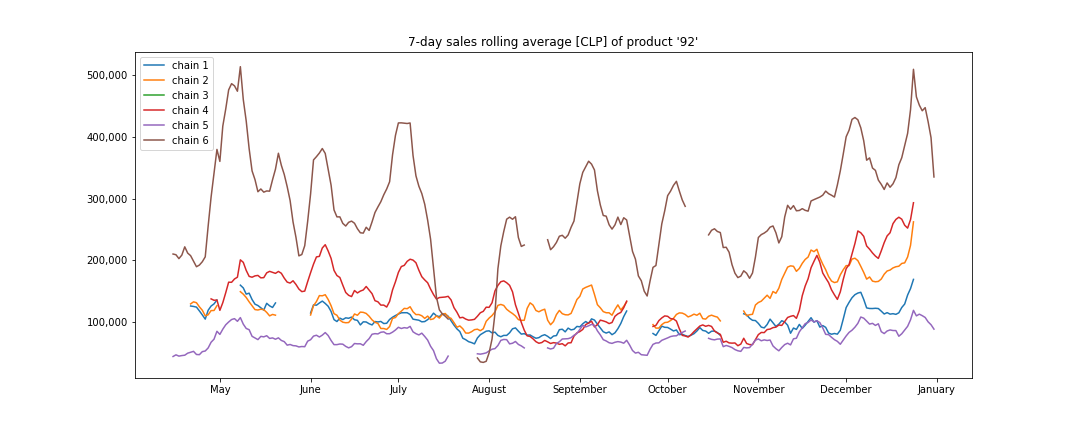 7-day sales rolling average [CLP] of product '92'
500,000
400,000
300,000
200,000
100,000
chain 1
chain 2
chain 3
chain 4
chain 5
chain 6
May June July August September October November December January